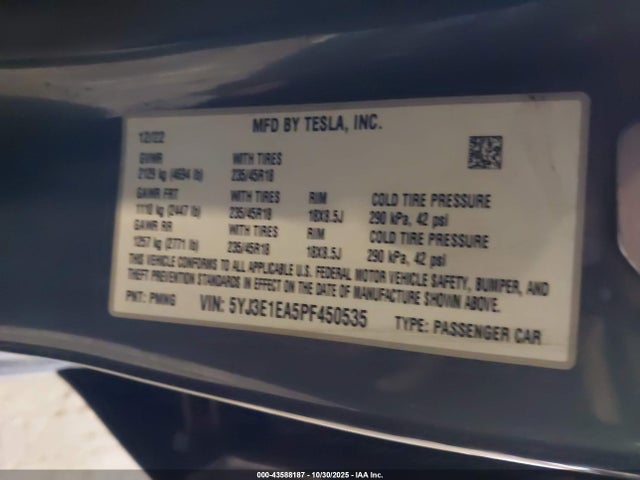 MFD BY TESLA, INC.
12/22
GVWR WITH TIRES
2129 kg (4694 lb) 235/45R18
GAWR FRT WITH TIRES RIM COLD TIRE PRESSURE
1110 kg (2447 lb) 235/45R18 18X8.5J 290 kPa, 42 psi
GAWR RR WITH TIRES RIM COLD TIRE PRESSURE
1257 kg (2771 lb) 235/45R18 18X8.5J 290 kPa, 42 psi
THIS VEHICLE CONFORMS TO ALL APPLICABLE U.S. FEDERAL MOTOR VEHICLE SAFETY, BUMPER, AND
THEFT PREVENTION STANDARDS IN EFFECT ON THE DATE OF MANUFACTURE SHOWN ABOVE.
PNT: PMNG VIN: 5YJ3E1EA5PF450535 TYPE: PASSENGER CAR
000-43588187 - 10/30/2025 - IAA Inc.